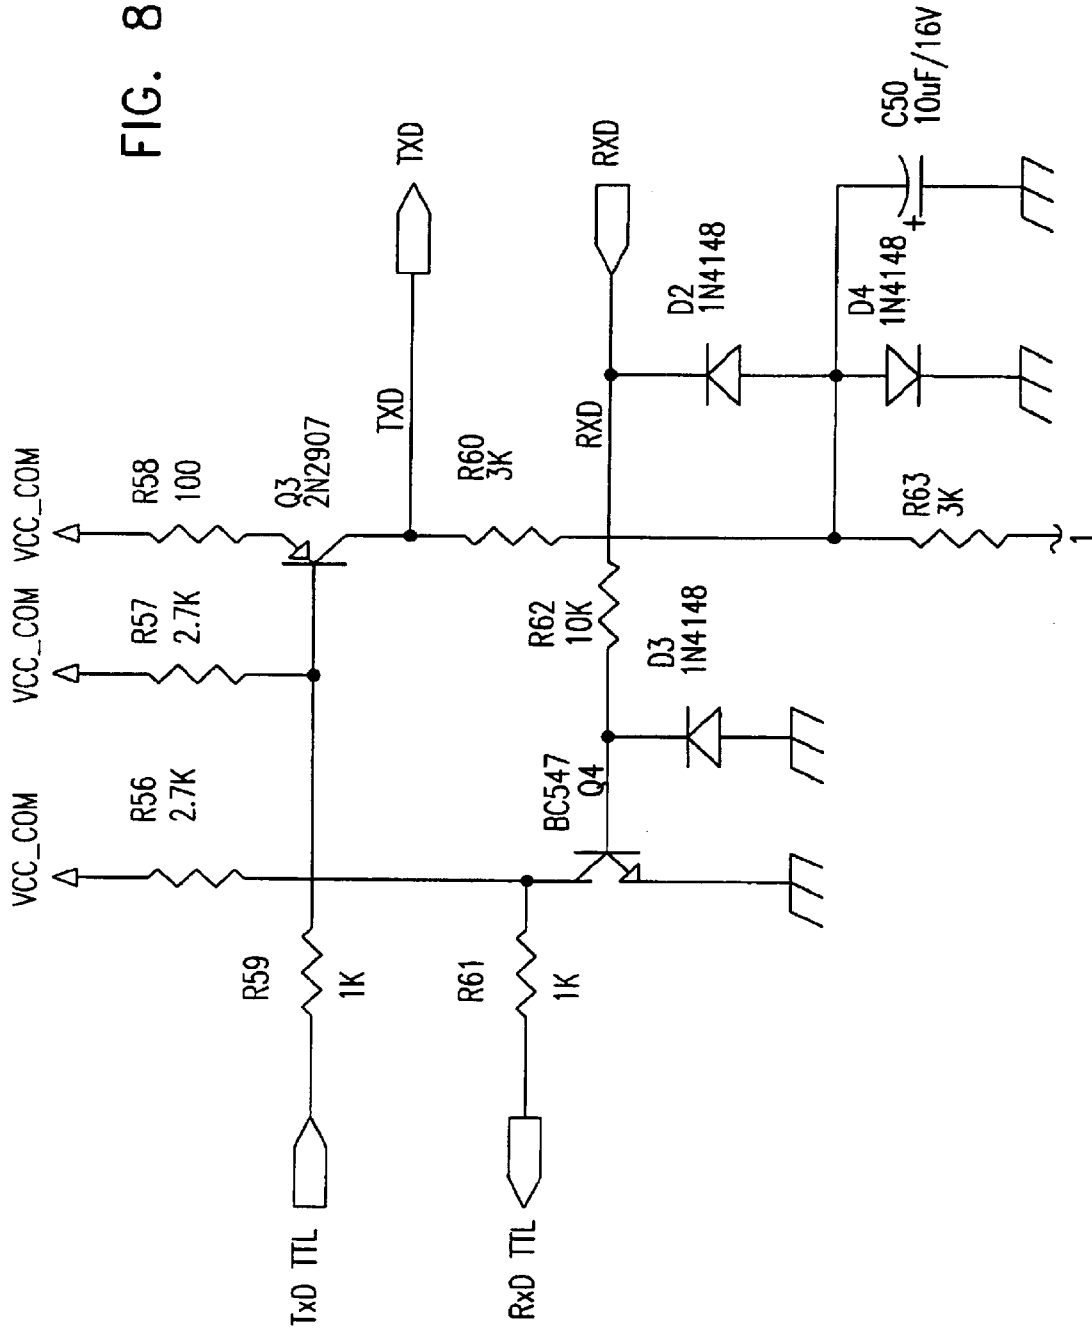 FIG. 8
VCC_COM
VCC_COM
VCC_COM
R56
2.7K
R57
2.7K
R58
100
Q3
2N2907
TxD TTL
R59
1K
TXD
TXD
R60
3K
RxD TTL
R61
1K
BC547
Q4
R62
10K
RXD
RXD
D3
1N4148
D2
1N4148
R63
3K
D4
1N4148
+
C50
10uF/16V
1